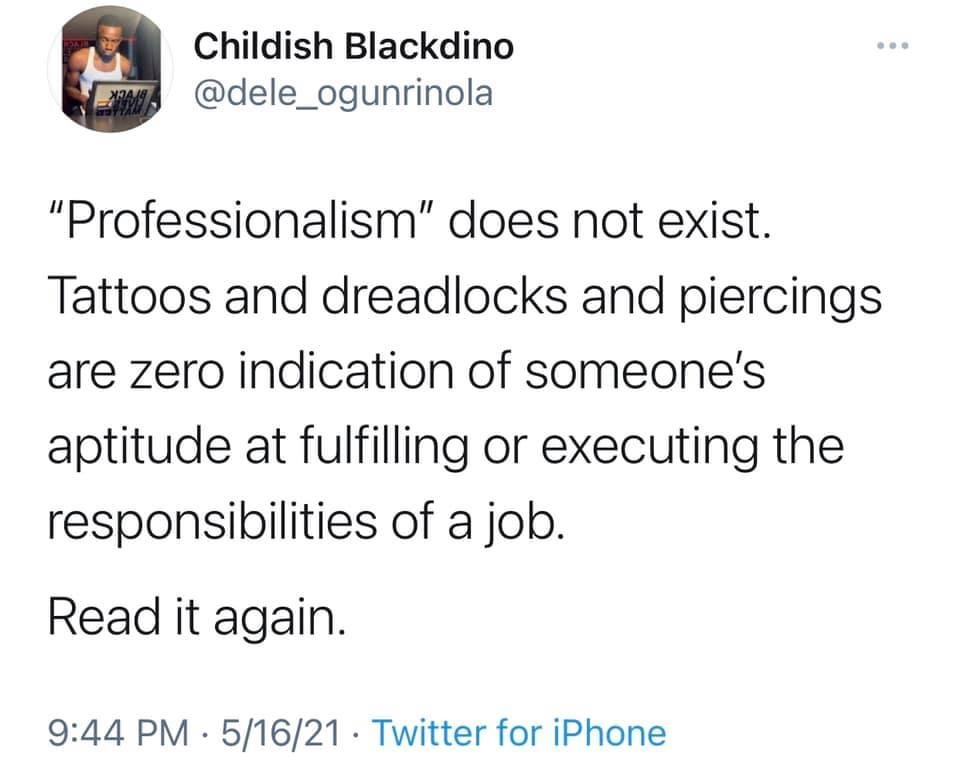 Childish Blackdino
@dele_ogunrinola
“Professionalism” does not exist.
Tattoos and dreadlocks and piercings
are zero indication of someone’s
aptitude at fulfilling or executing the
responsibilities of a job.
Read it again.
9:44 PM · 5/16/21 · Twitter for iPhone